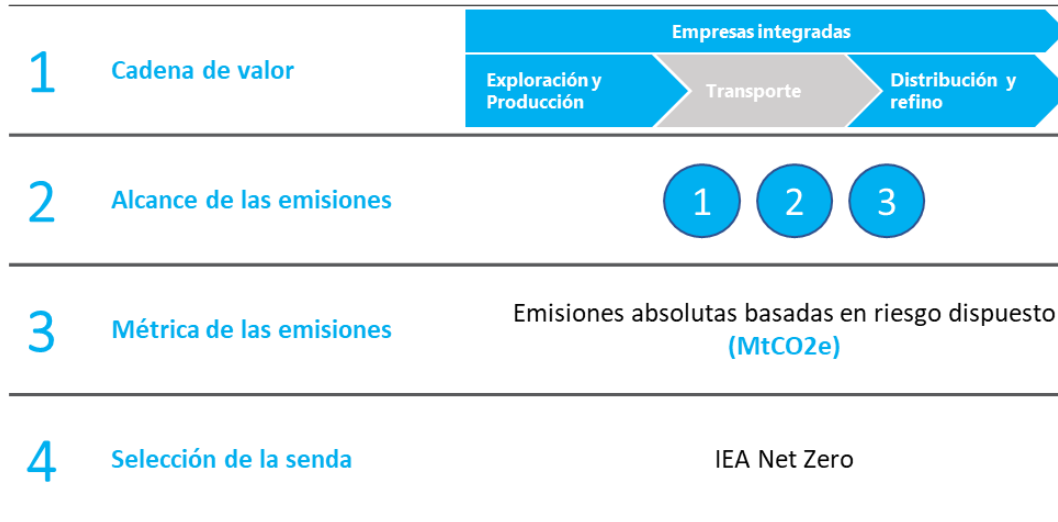 Empresas integradas
1 Cadena de valor
Exploración y
Producción
Transporte
Distribución y
refino
2 Alcance de las emisiones
1 2 3
3 Métrica de las emisiones
Emisiones absolutas basadas en riesgo dispuesto
(MtCO2e)
4 Selección de la senda
IEA Net Zero